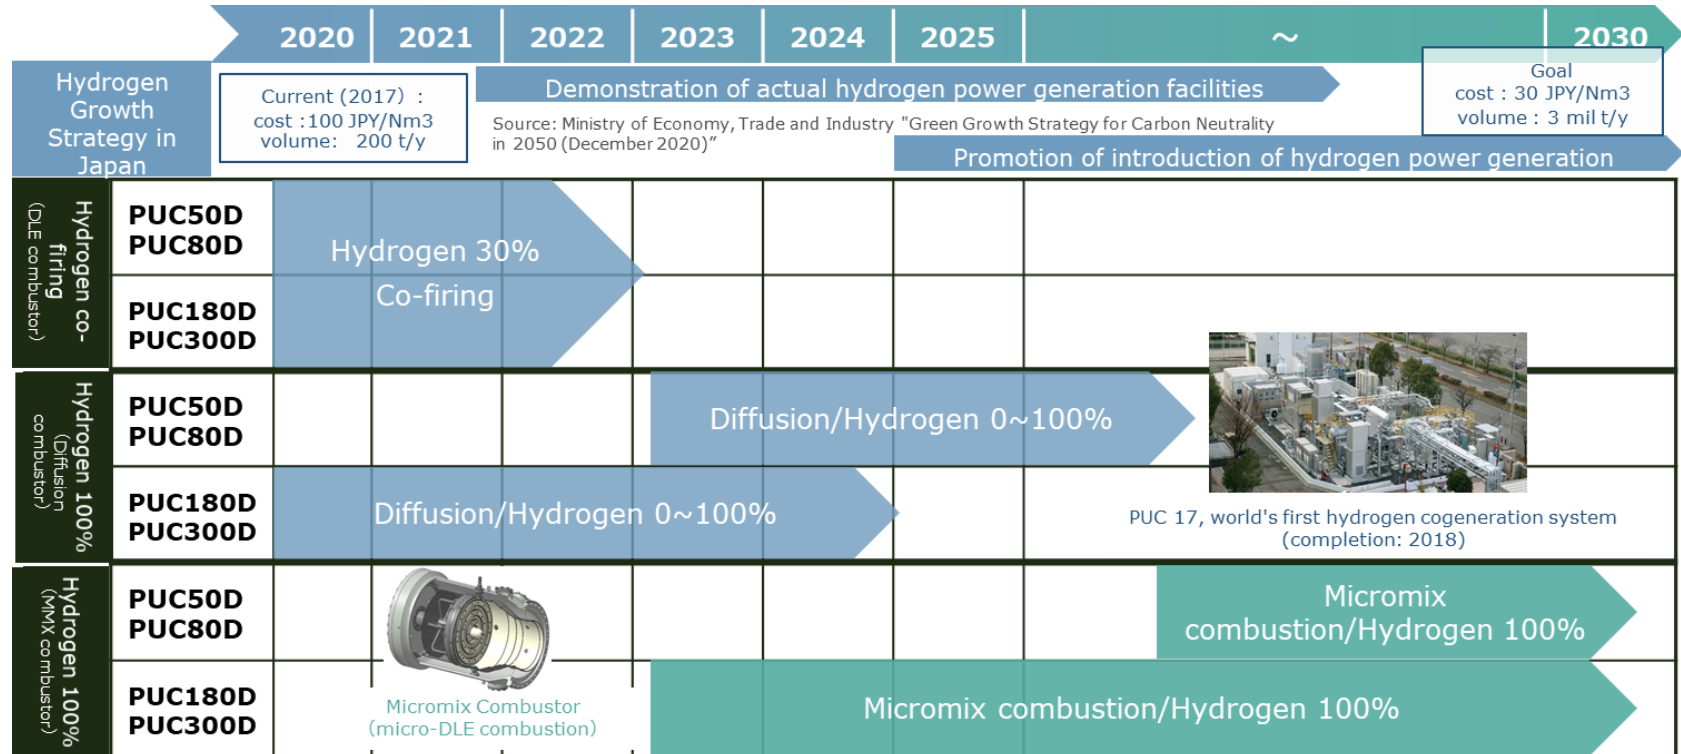 2020 2021 2022 2023 2024 2025 ~ 2030
Hydrogen
Growth
Strategy in
Japan
Current (2017) :
cost :100 JPY/Nm3
volume: 200 t/y
Demonstration of actual hydrogen power generation facilities
Source: Ministry of Economy, Trade and Industry "Green Growth Strategy for Carbon Neutrality
in 2050 (December 2020)”
Goal
cost : 30 JPY/Nm3
volume : 3 mil t/y
Promotion of introduction of hydrogen power generation
Hydrogen co-
firing
(DLE combustor)
PUC50D
PUC80D
Hydrogen 30%
Co-firing
PUC180D
PUC300D
Hydrogen 100%
(Diffusion
combustor)
PUC50D
PUC80D
Diffusion/Hydrogen 0~100%
PUC180D
PUC300D
Diffusion/Hydrogen 0~100%
PUC 17, world's first hydrogen cogeneration system
(completion: 2018)
Hydrogen 100%
(MMX combustor)
PUC50D
PUC80D
Micromix
combustion/Hydrogen 100%
PUC180D
PUC300D
Micromix Combustor
(micro-DLE combustion)
Micromix combustion/Hydrogen 100%